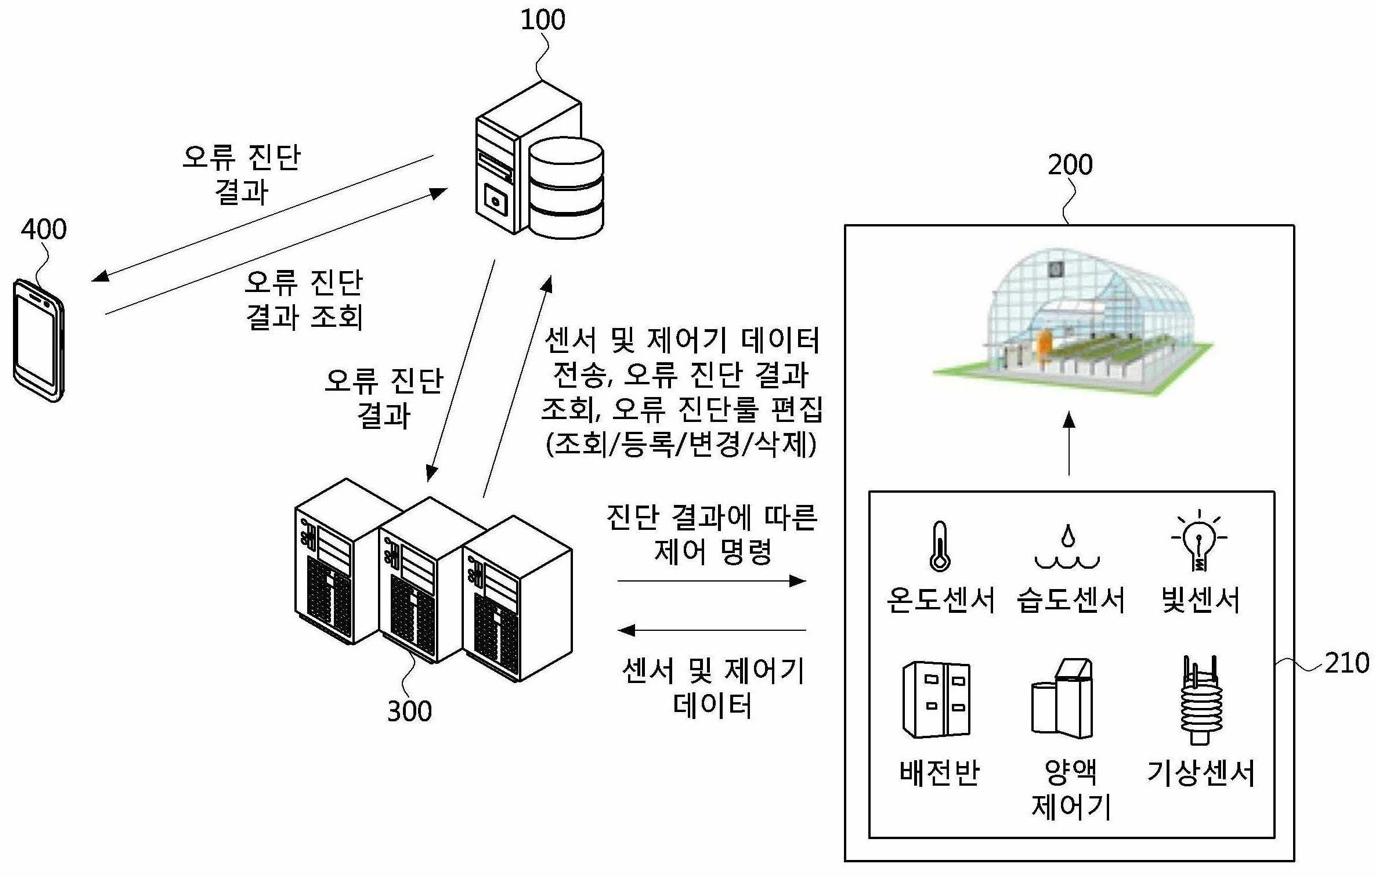 100
오류 진단
결과
400
오류 진단
결과 조회
오류 진단
결과
센서 및 제어기 데이터
전송, 오류 진단 결과
조회, 오류 진단룰 편집
(조회/등록/변경/삭제)
300
진단 결과에 따른
제어 명령
센서 및 제어기
데이터
200
온도센서
습도센서
빛센서
210
배전반
양액
제어기
기상센서